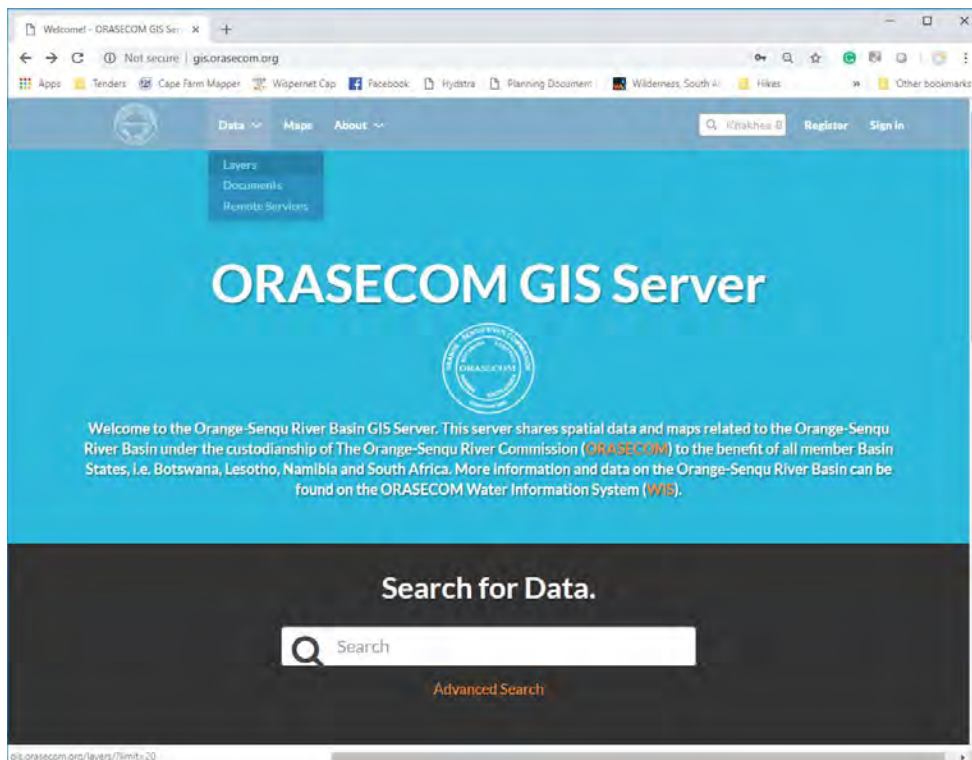 Welcome! - ORASECOM GIS Ser
Not secure | gis.orasecom.org
Apps Tenders Cape Farm Mapper Wispernet Cap Facebook Hydstra Planning Document Wilderness, South A Hikes » Other bookmarks
Data Maps About Register Sign in
Layers
Documents
Remote Services
ORASECOM GIS Server
ORASECOM
Welcome to the Orange-Senqu River Basin GIS Server. This server shares spatial data and maps related to the Orange-Senqu
River Basin under the custodianship of The Orange-Senqu River Commission (ORASECOM) to the benefit of all member Basin
States, i.e. Botswana, Lesotho, Namibia and South Africa. More information and data on the Orange-Senqu River Basin can be
found on the ORASECOM Water Information System (WIS).
Search for Data.
Search
Advanced Search
gis.orasecom.org/layers/?limit=20